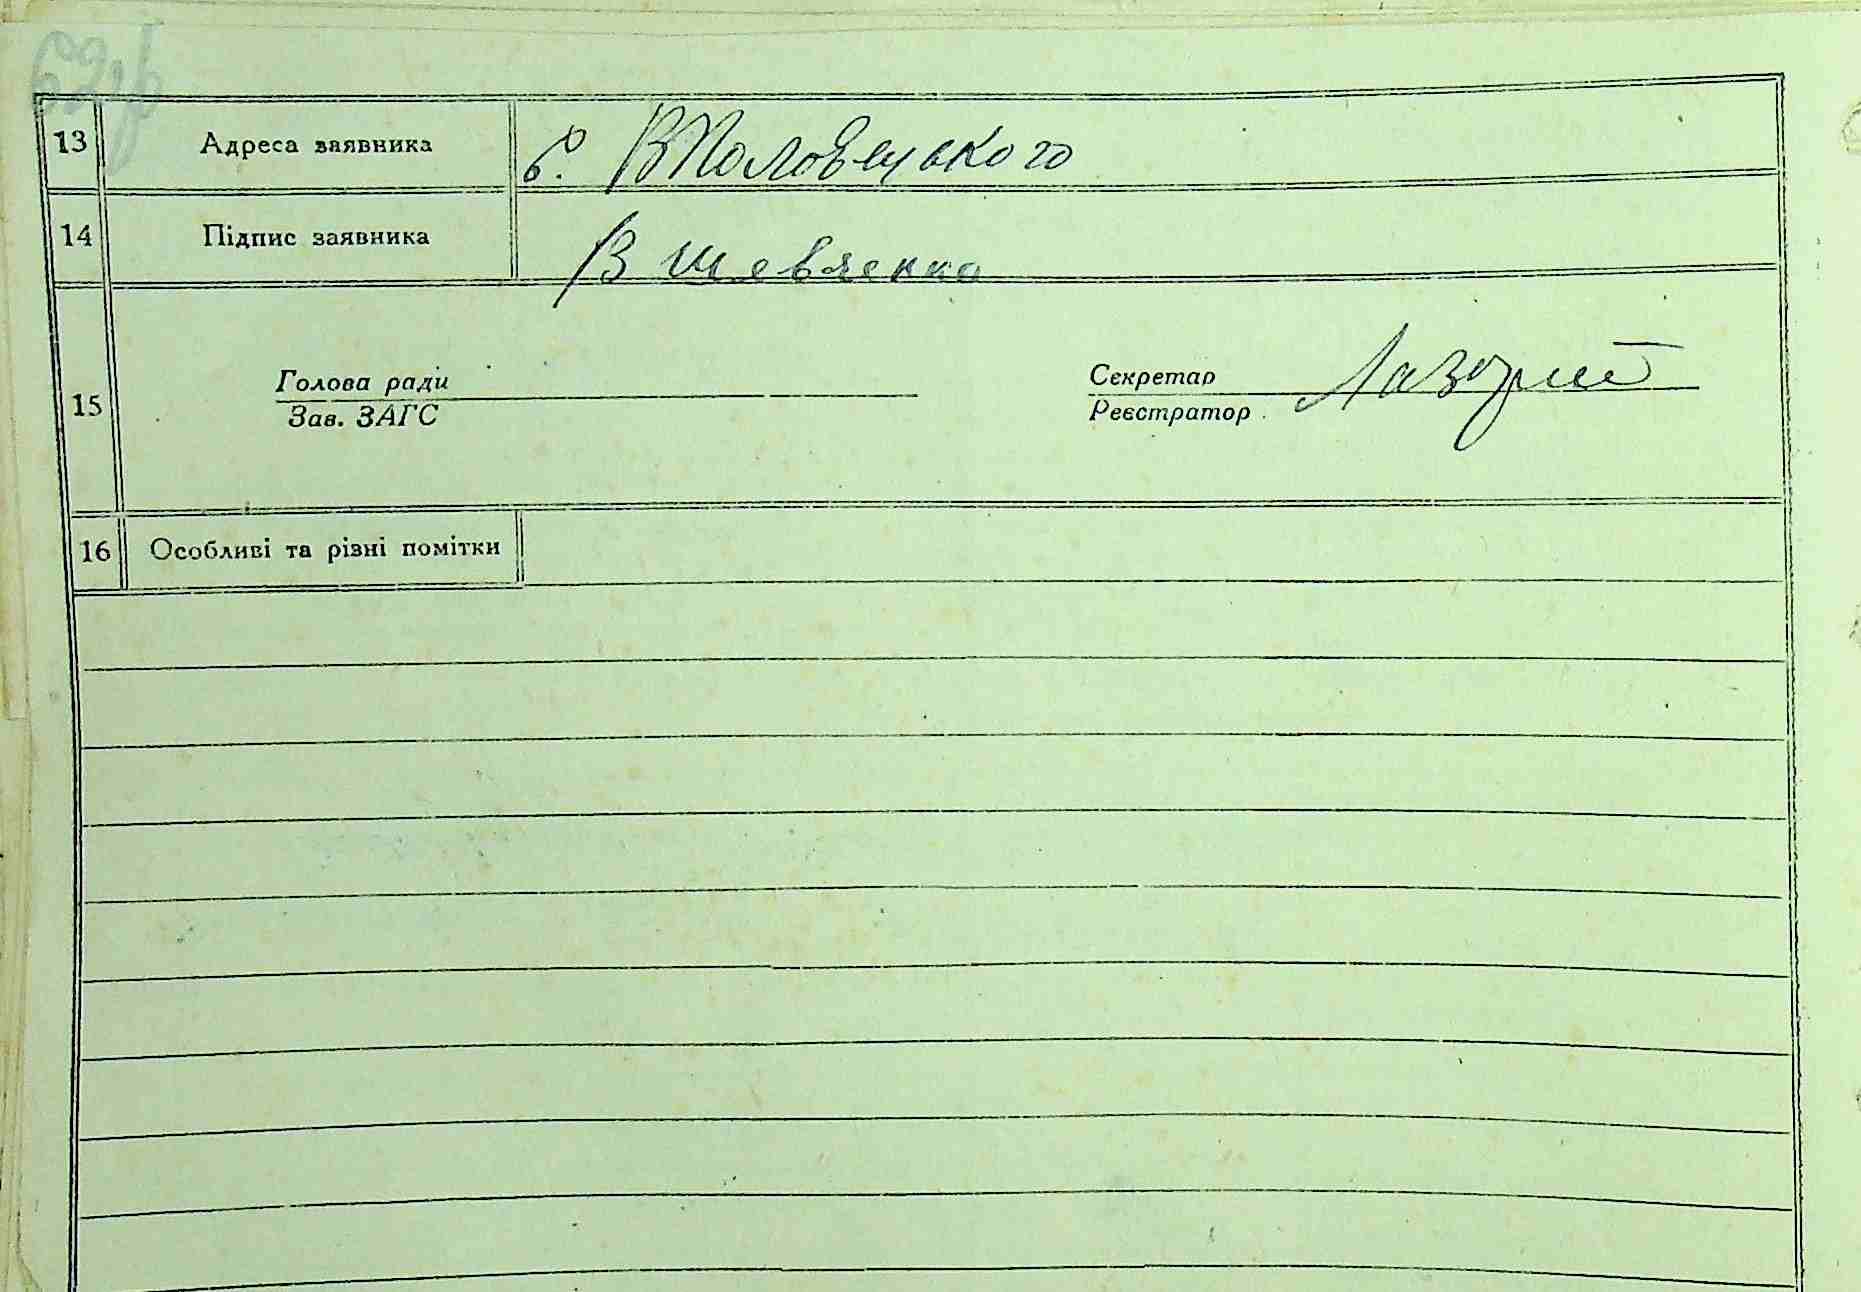 13 Адреса заявника с. ВПоловецького
14 Підпис заявника В Шевченко
15
Голова ради
Зав. ЗАГС
Секретар
Реєстратор
16 Особливі та різні помітки